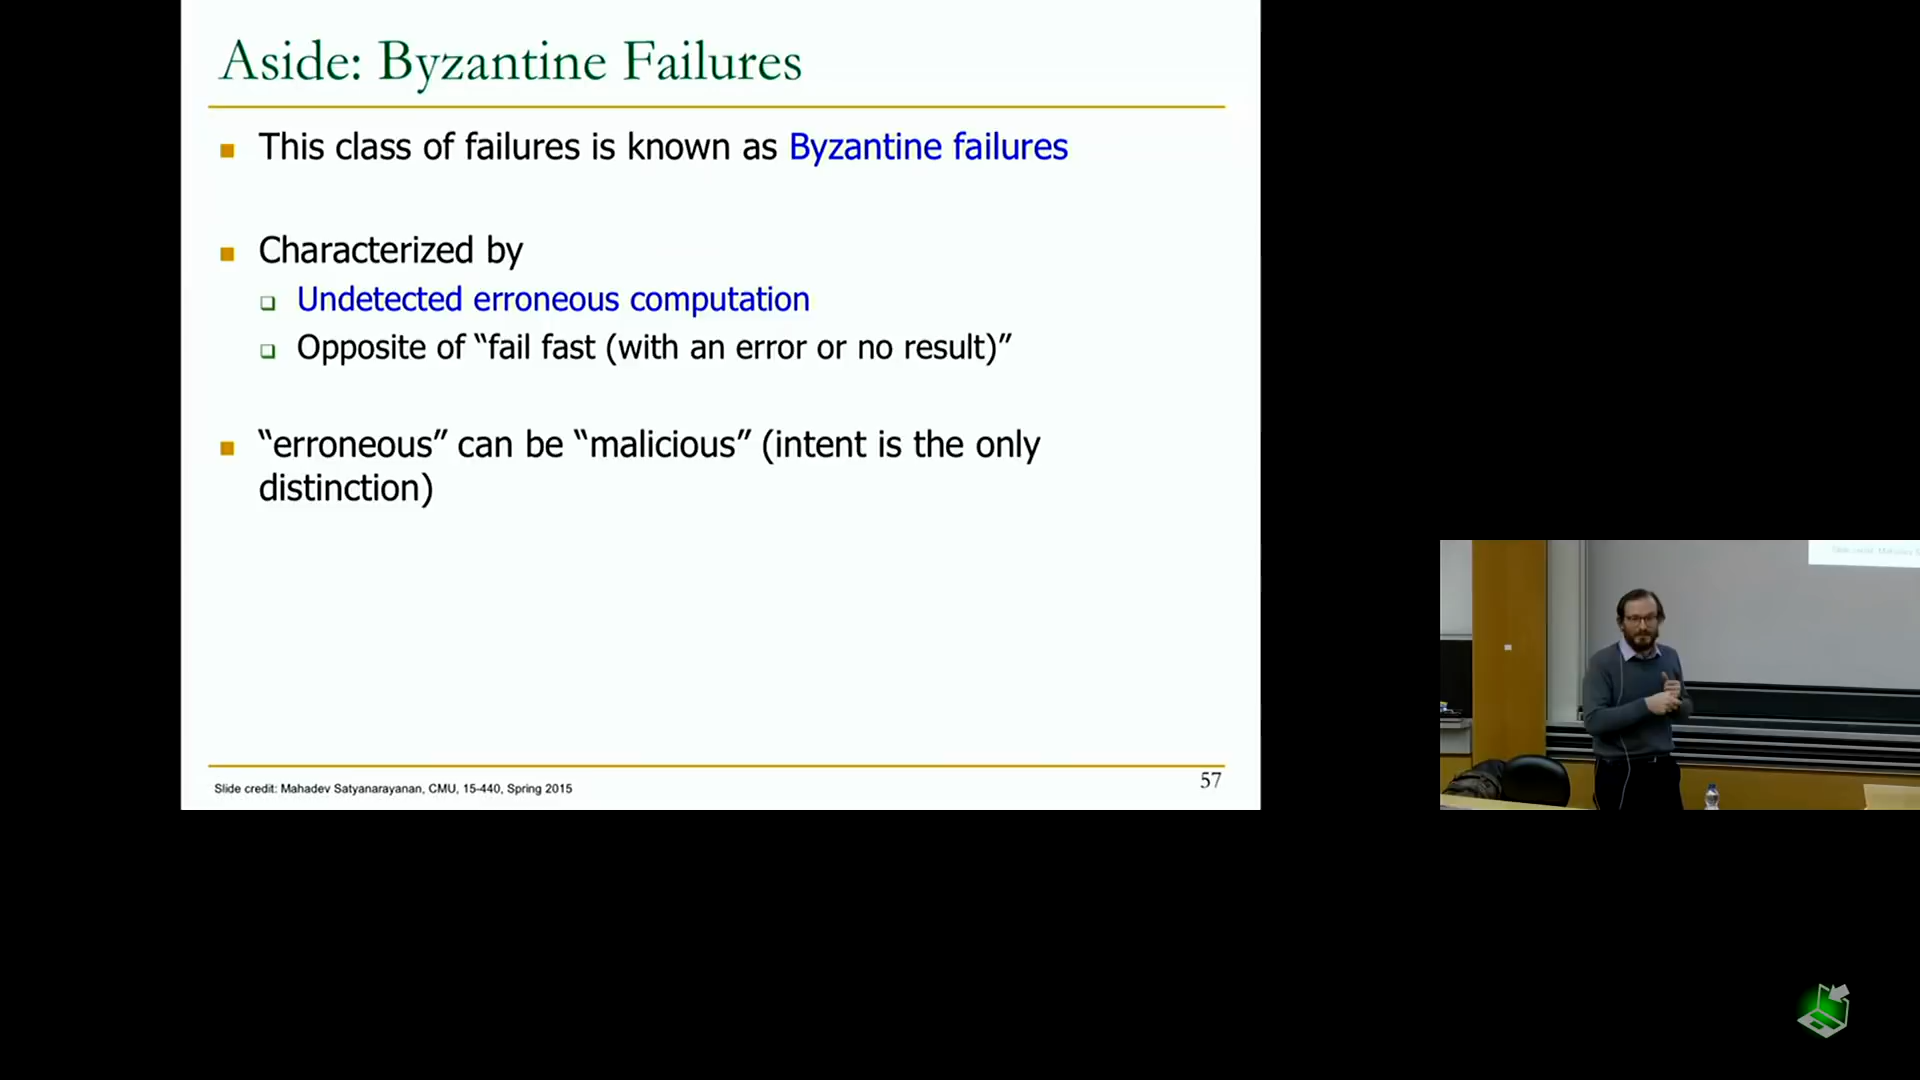 Aside: Byzantine Failures
This class of failures is known as Byzantine failures
Characterized by
Undetected erroneous computation
Opposite of “fail fast (with an error or no result)”
“erroneous” can be “malicious” (intent is the only
distinction)
Slide credit: Mahadev Satyanarayanan, CMU, 15-440, Spring 2015
57